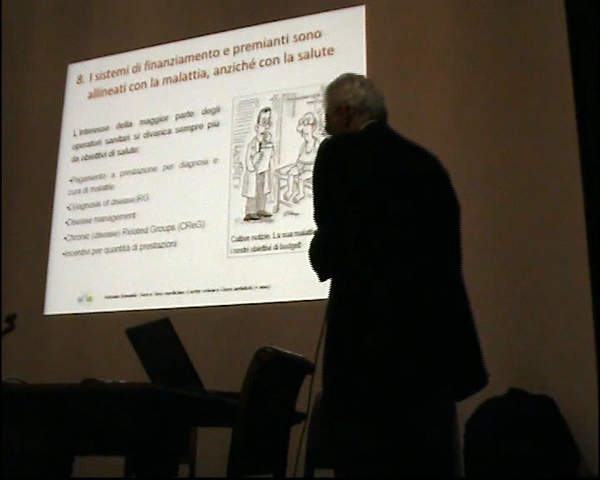 8. I sistemi di finanziamento e premianti sono
allineati con la malattia, anziché con la salute
L'interesse della maggior parte degli
operatori sanitari si divarica sempre più
da obiettivi di salute:
•Pagamento a prestazione per diagnosi e
cura di malattie
•D(iagnosis of disease)RG
•Disease management
•Chronic (disease) Related Groups (CReG)
•Incentivi per quantità di prestazioni
Cattive notizie. La sua malattia
i nostri obiettivi di budget!